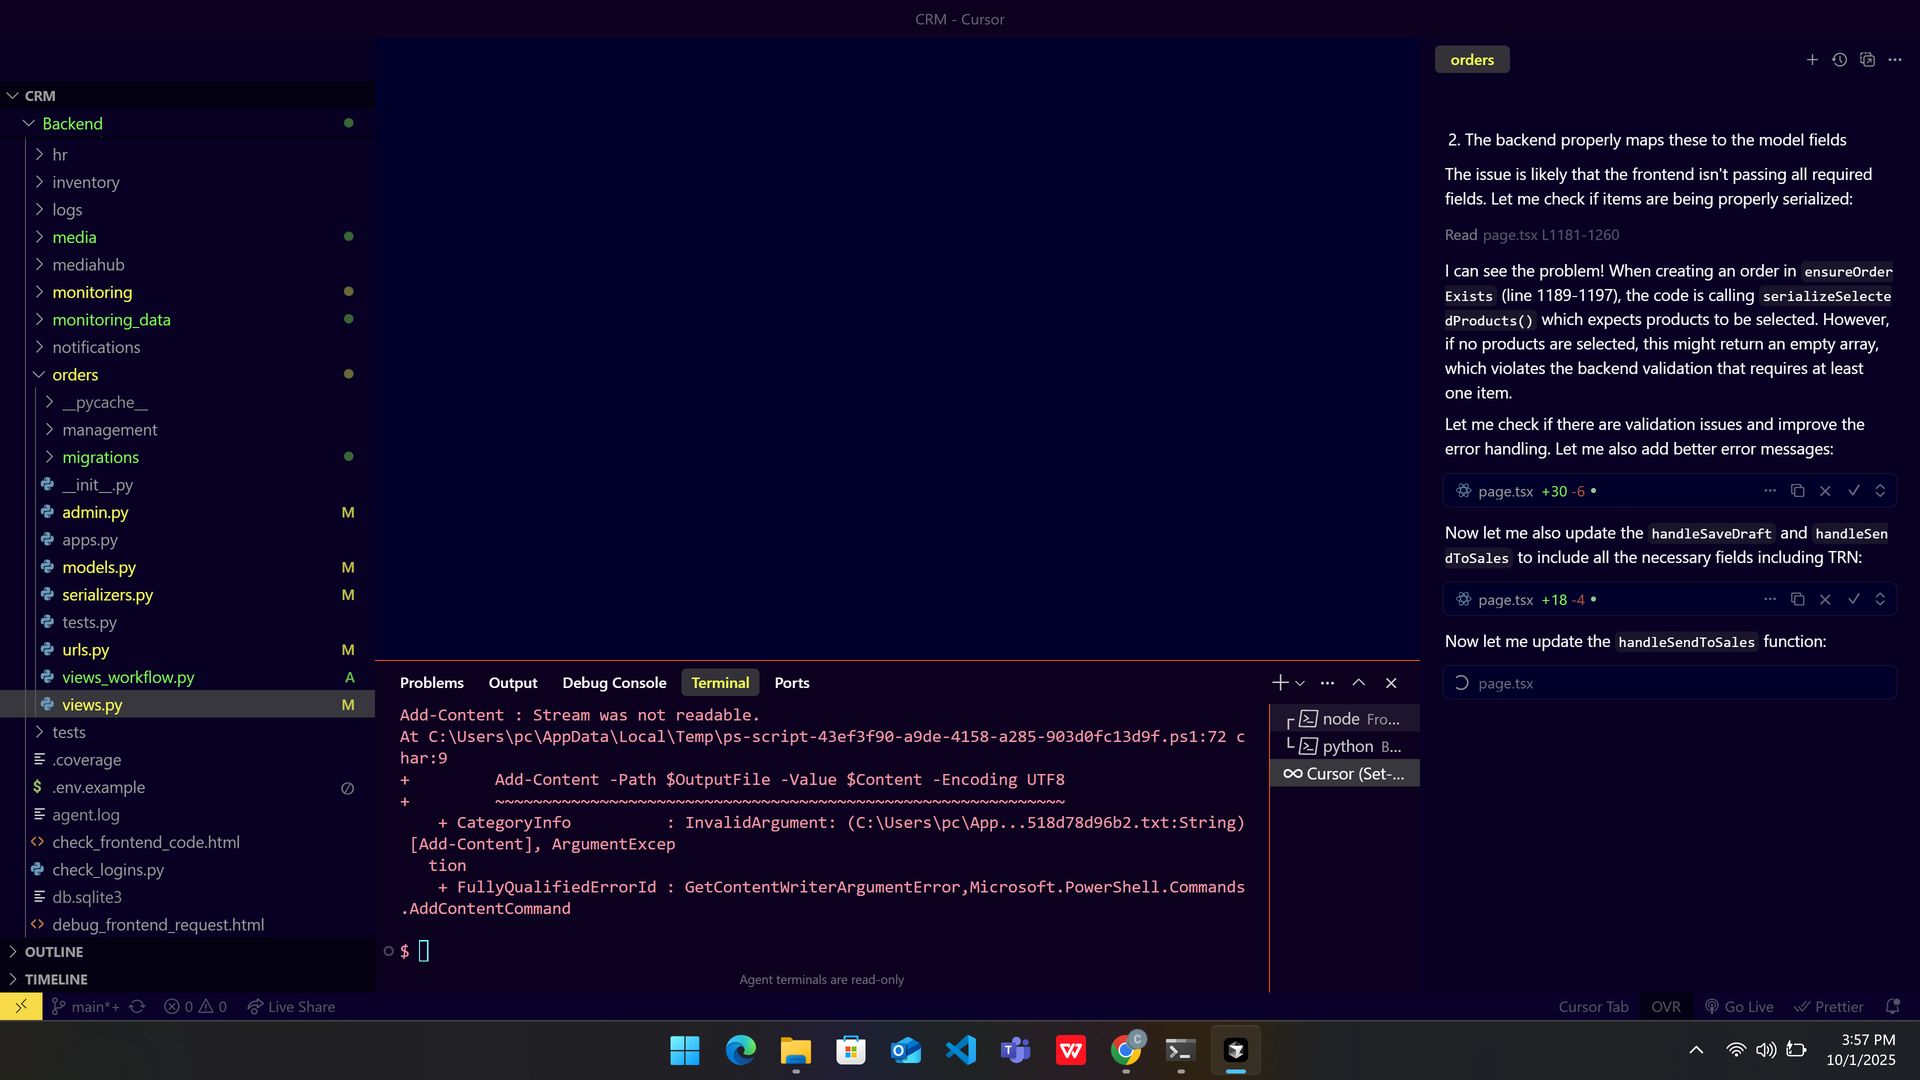 CRM - Cursor
CRM
Backend
hr
inventory
logs
media
mediahub
monitoring
monitoring_data
notifications
orders
__pycache__
management
migrations
__init__.py
admin.py M
apps.py
models.py M
serializers.py M
tests.py
urls.py M
views_workflow.py A
views.py M
tests
.coverage
.env.example
agent.log
check_frontend_code.html
check_logins.py
db.sqlite3
debug_frontend_request.html
OUTLINE
TIMELINE
Problems Output Debug Console Terminal Ports
Add-Content : Stream was not readable.
At C:\Users\pc\AppData\Local\Temp\ps-script-43ef3f90-a9de-4158-a285-903d0fc13d9f.ps1:72 c
har:9
+         Add-Content -Path $OutputFile -Value $Content -Encoding UTF8
+         ~~~~~~~~~~~~~~~~~~~~~~~~~~~~~~~~~~~~~~~~~~~~~~~~~~~~~~~~~~~~
    + CategoryInfo          : InvalidArgument: (C:\Users\pc\App...518d78d96b2.txt:String)
 [Add-Content], ArgumentExcep
   tion
    + FullyQualifiedErrorId : GetContentWriterArgumentError,Microsoft.PowerShell.Commands
.AddContentCommand
$
Agent terminals are read-only
node Fro...
python B...
Cursor (Set-...
orders
2. The backend properly maps these to the model fields
The issue is likely that the frontend isn't passing all required
fields. Let me check if items are being properly serialized:
Read page.tsx L1181-1260
I can see the problem! When creating an order in ensureOrder
Exists (line 1189-1197), the code is calling serializeSelecte
dProducts() which expects products to be selected. However,
if no products are selected, this might return an empty array,
which violates the backend validation that requires at least
one item.
Let me check if there are validation issues and improve the
error handling. Let me also add better error messages:
page.tsx +30 -6
Now let me also update the handleSaveDraft and handleSen
dToSales to include all the necessary fields including TRN:
page.tsx +18 -4
Now let me update the handleSendToSales function:
page.tsx
main*+ 0 0 Live Share
Cursor Tab OVR Go Live Prettier
3:57 PM
10/1/2025